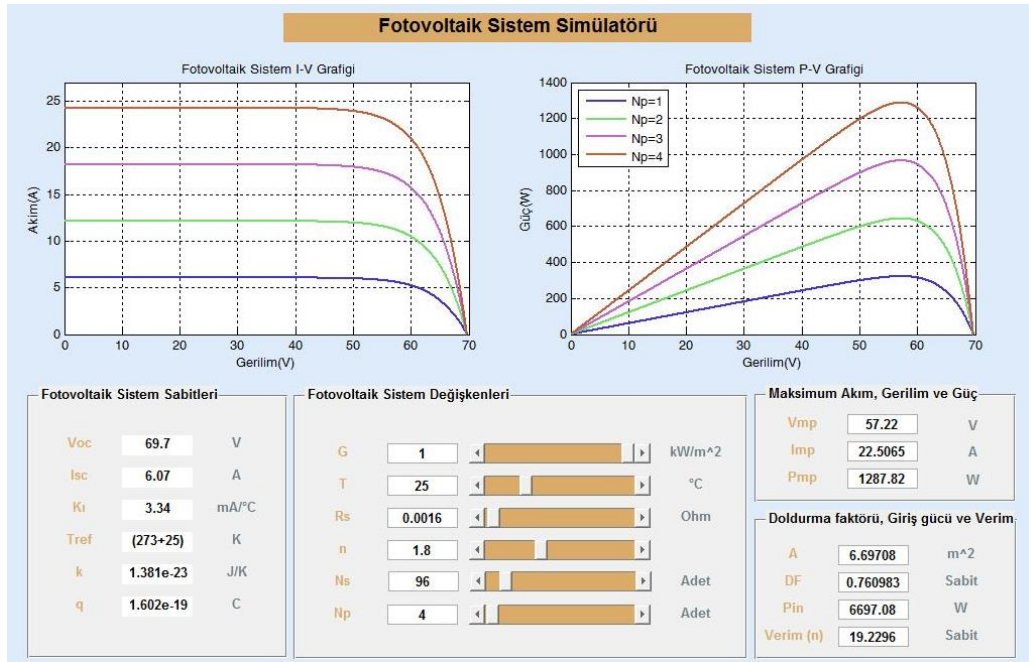 Fotovoltaik Sistem Simülatörü
Fotovoltaik Sistem I-V Grafigi
Akim(A)
25
20
15
10
5
0
0 10 20 30 40 50 60 70
Gerilim(V)
Fotovoltaik Sistem P-V Grafigi
Güç(W)
1400
1200
1000
800
600
400
200
0
Np=1
Np=2
Np=3
Np=4
0 10 20 30 40 50 60 70
Gerilim(V)
Fotovoltaik Sistem Sabitleri
Voc 69.7 V
Isc 6.07 A
Kı 3.34 mA/°C
Tref (273+25) K
k 1.381e-23 J/K
q 1.602e-19 C
Fotovoltaik Sistem Değişkenleri
G 1 kW/m^2
T 25 °C
Rs 0.0016 Ohm
n 1.8
Ns 96 Adet
Np 4 Adet
Maksimum Akım, Gerilim ve Güç
Vmp 57.22 V
Imp 22.5065 A
Pmp 1287.82 W
Doldurma faktörü, Giriş gücü ve Verim
A 6.69708 m^2
DF 0.760983 Sabit
Pin 6697.08 W
Verim (n) 19.2296 Sabit